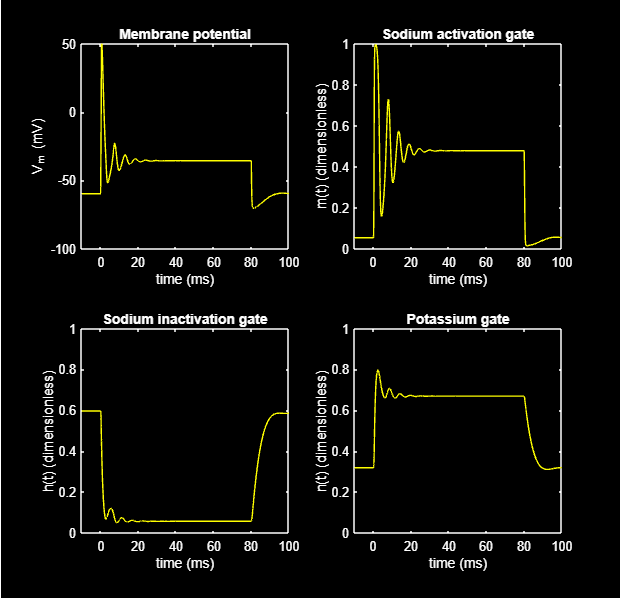 Membrane potential
50
0
-50
-100
V_m (mV)
0 20 40 60 80 100
time (ms)
Sodium activation gate
1
0.8
0.6
0.4
0.2
0
m(t) (dimensionless)
0 20 40 60 80 100
time (ms)
Sodium inactivation gate
1
0.8
0.6
0.4
0.2
0
h(t) (dimensionless)
0 20 40 60 80 100
time (ms)
Potassium gate
1
0.8
0.6
0.4
0.2
0
n(t) (dimensionless)
0 20 40 60 80 100
time (ms)